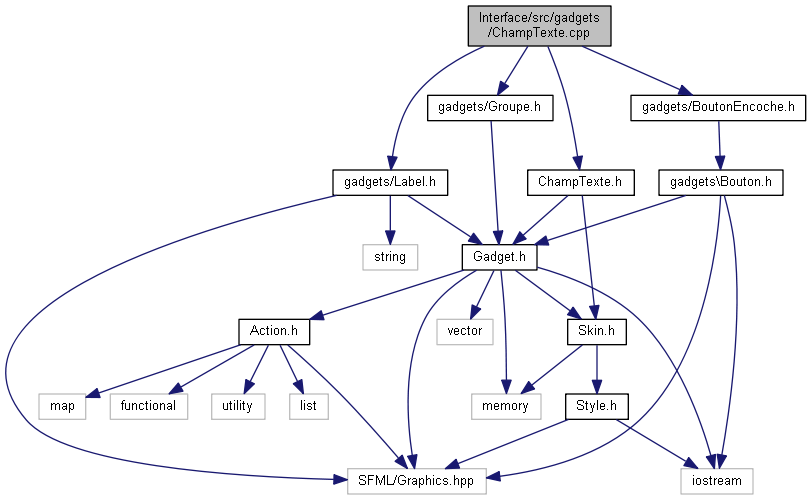 Interface/src/gadgets
/ChampTexte.cpp
gadgets/Groupe.h
gadgets/BoutonEncoche.h
gadgets/Label.h
ChampTexte.h
gadgets\Bouton.h
string
Gadget.h
Action.h
vector
Skin.h
map
functional
utility
list
memory
Style.h
SFML/Graphics.hpp
iostream